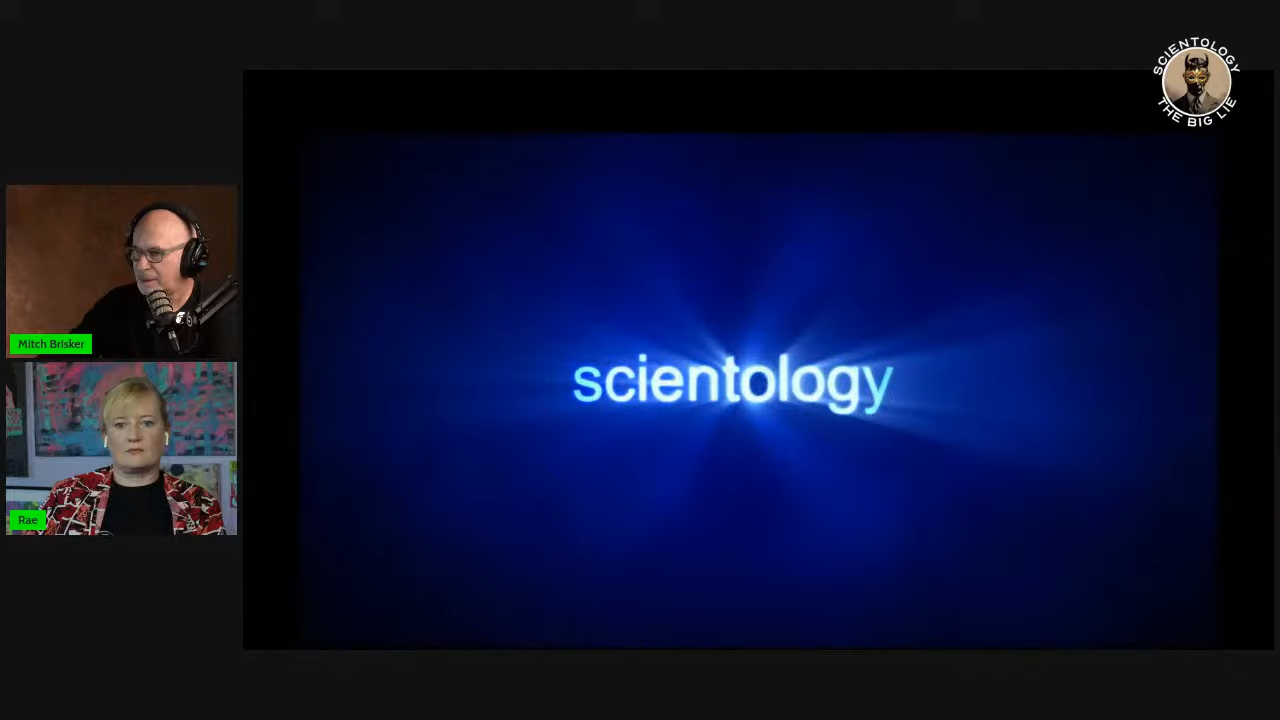 SCIENTOLOGY
THE BIG LIE
scientology
Mitch Brisker
Rae